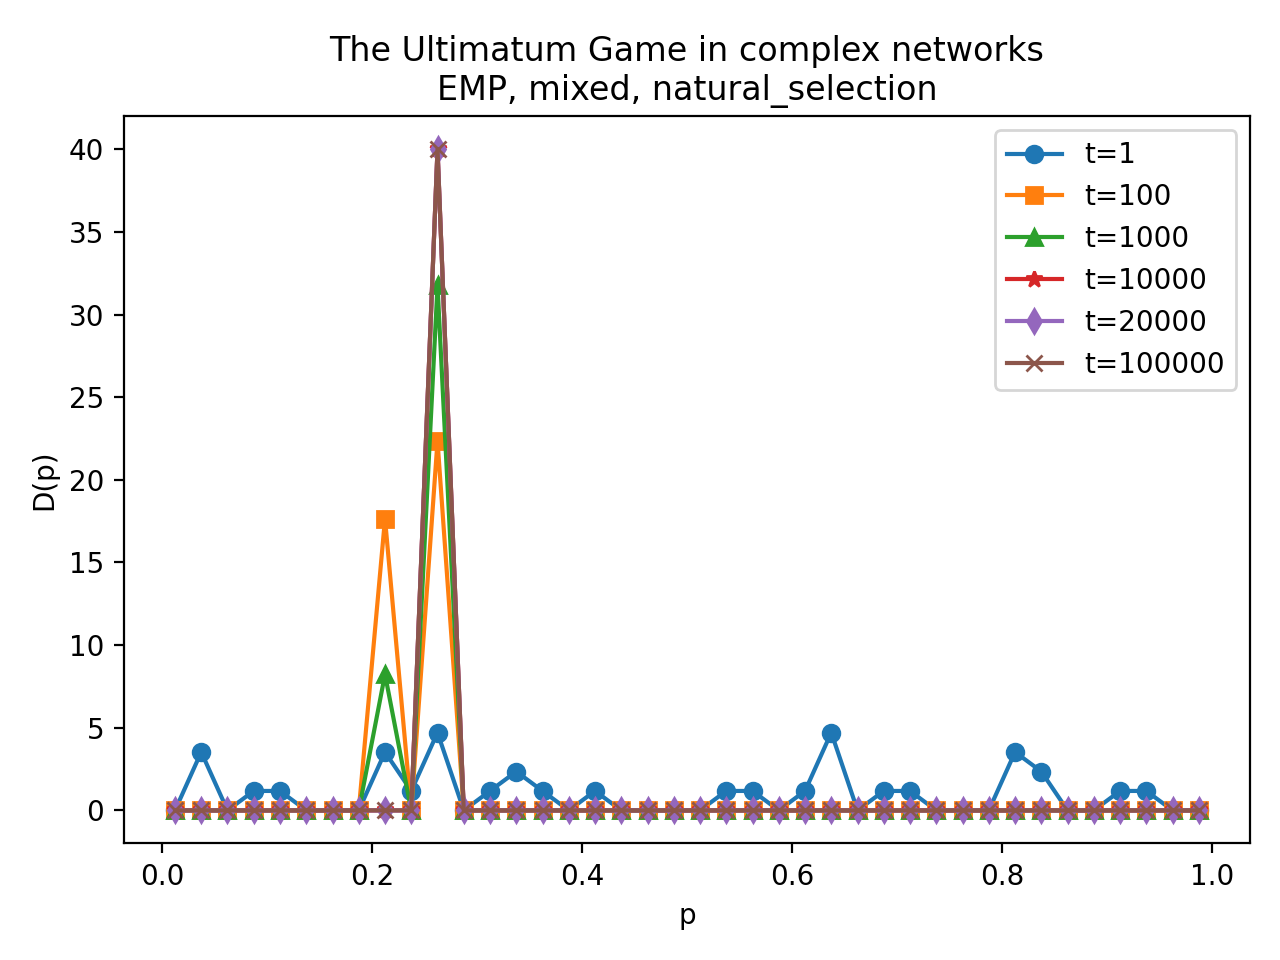 The Ultimatum Game in complex networks
EMP, mixed, natural_selection
40
35
30
25
20
15
10
5
0
D(p)
t=1
t=100
t=1000
t=10000
t=20000
t=100000
0.0 0.2 0.4 0.6 0.8 1.0
p